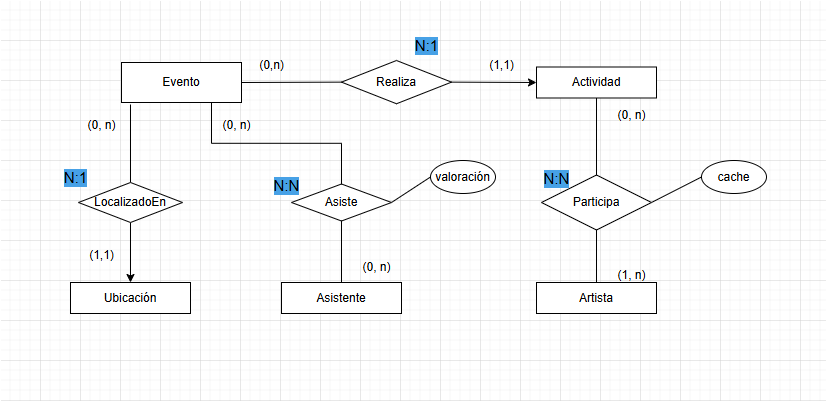 N:1
(0,n)
(1,1)
Evento
Realiza
Actividad
(0, n)
(0, n)
(0, n)
N:1
N:N
valoración
N:N
cache
LocalizadoEn
Asiste
Participa
(1,1)
(0, n)
(1, n)
Ubicación
Asistente
Artista